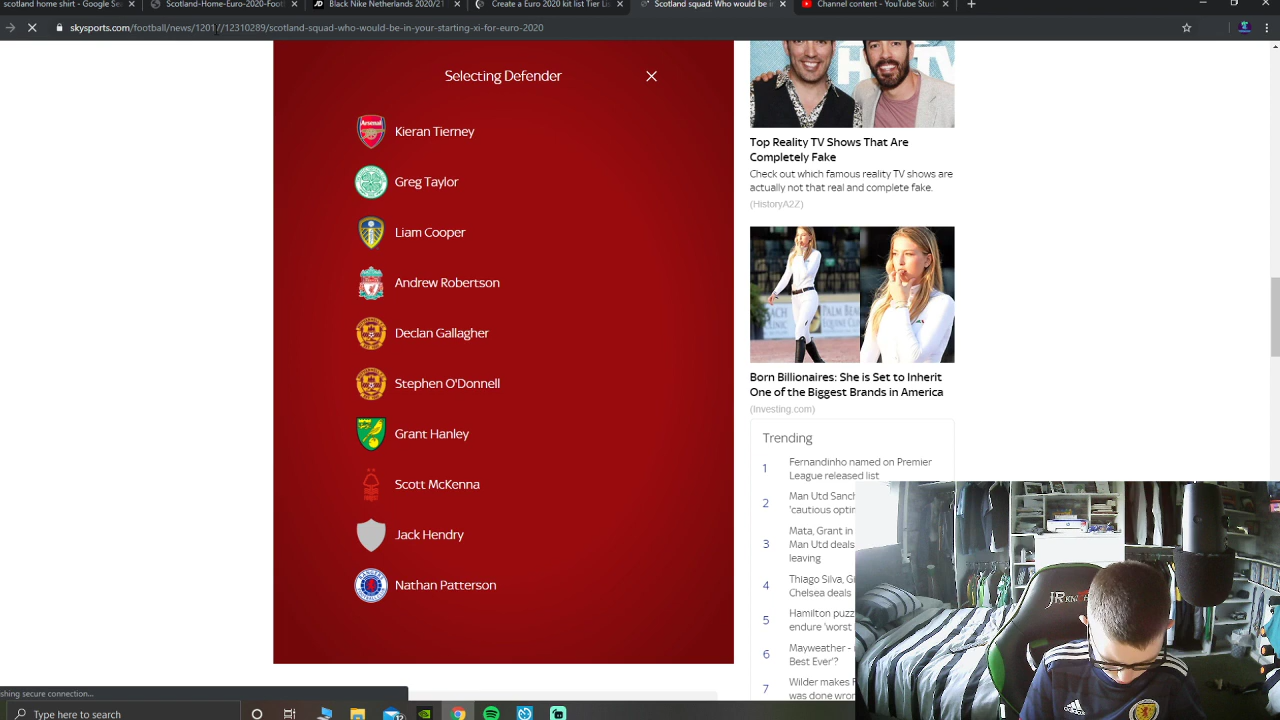 scotland home shirt - Google Se
Scotland-Home-Euro-2020-Foot
Black Nike Netherlands 2020/21
Create a Euro 2020 kit list Tier Li
Scotland squad: Who would be i
Channel content - YouTube Studi
skysports.com/football/news/12017/12310289/scotland-squad-who-would-be-in-your-starting-xi-for-euro-2020
Selecting Defender
Kieran Tierney
Greg Taylor
Liam Cooper
Andrew Robertson
Declan Gallagher
Stephen O'Donnell
Grant Hanley
Scott McKenna
Jack Hendry
Nathan Patterson
Top Reality TV Shows That Are
Completely Fake
Check out which famous reality TV shows are
actually not that real and complete fake.
(HistoryA2Z)
Born Billionaires: She is Set to Inherit
One of the Biggest Brands in America
(Investing.com)
Trending
1 Fernandinho named on Premier
League released list
2 Man Utd Sanch
'cautious optim
3 Mata, Grant in
Man Utd deals
leaving
4 Thiago Silva, Gi
Chelsea deals
5 Hamilton puzz
endure 'worst
6 Mayweather -
Best Ever'?
7 Wilder makes F
was done wron
shing secure connection...
Type here to search